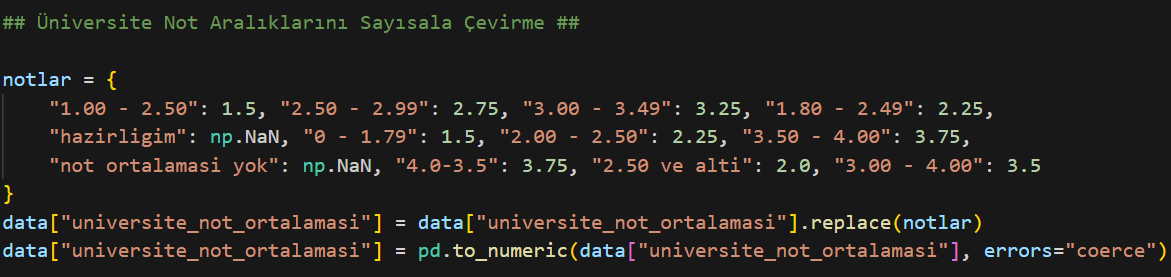 ## Üniversite Not Aralıklarını Sayısala Çevirme ##
notlar = {
    "1.00 - 2.50": 1.5, "2.50 - 2.99": 2.75, "3.00 - 3.49": 3.25, "1.80 - 2.49": 2.25,
    "hazirligim": np.NaN, "0 - 1.79": 1.5, "2.00 - 2.50": 2.25, "3.50 - 4.00": 3.75,
    "not ortalamasi yok": np.NaN, "4.0-3.5": 3.75, "2.50 ve alti": 2.0, "3.00 - 4.00": 3.5
}
data["universite_not_ortalamasi"] = data["universite_not_ortalamasi"].replace(notlar)
data["universite_not_ortalamasi"] = pd.to_numeric(data["universite_not_ortalamasi"], errors="coerce")